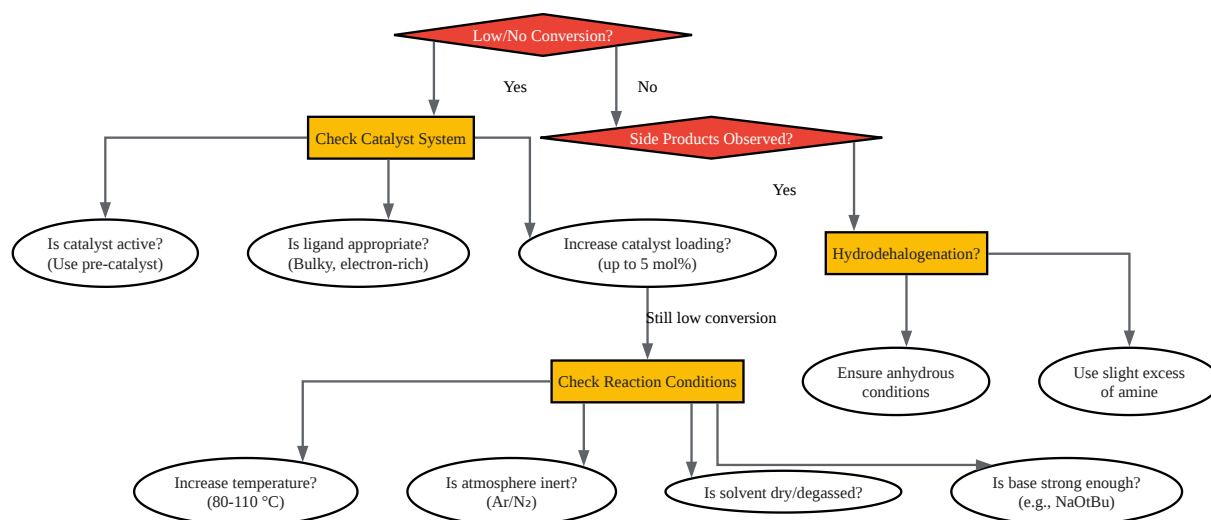 Low/No Conversion?
Yes
No
Check Catalyst System
Side Products Observed?
Yes
Is catalyst active?
(Use pre-catalyst)
Is ligand appropriate?
(Bulky, electron-rich)
Increase catalyst loading?
(up to 5 mol%)
Hydrodehalogenation?
Still low conversion
Check Reaction Conditions
Ensure anhydrous
conditions
Use slight excess
of amine
Increase temperature?
(80-110 °C)
Is atmosphere inert?
(Ar/N₂)
Is solvent dry/degassed?
Is base strong enough?
(e.g., NaOtBu)